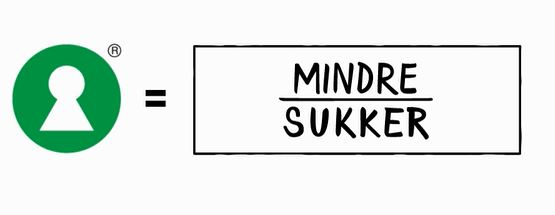 ® =
MINDRE
SUKKER